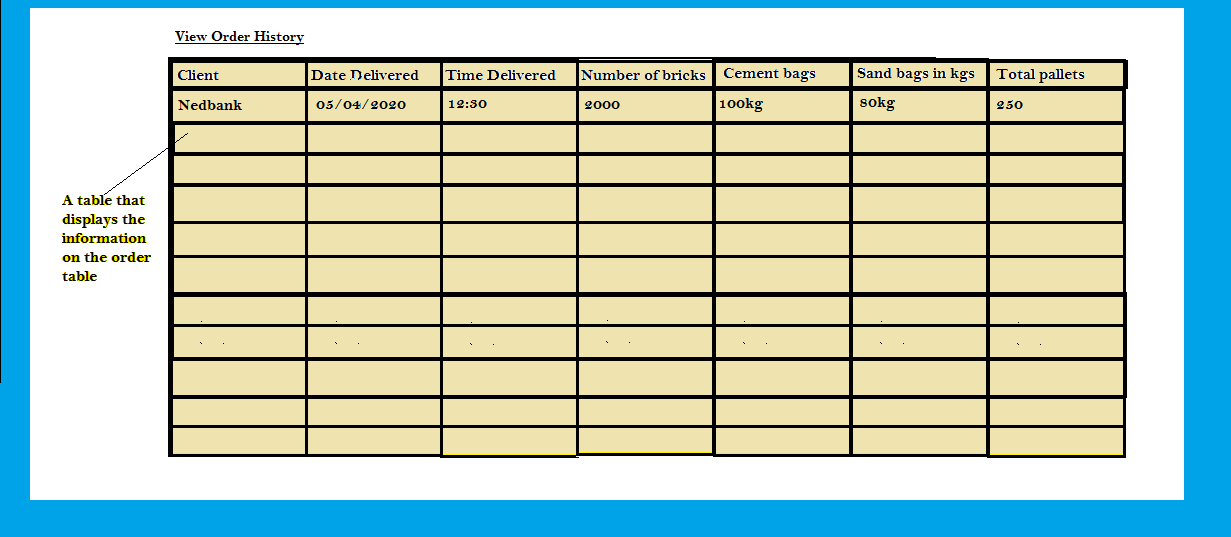 View Order History
Client Date Delivered Time Delivered Number of bricks Cement bags Sand bags in kgs Total pallets
Nedbank 05/04/2020 12:30 2000 100kg 80kg 250
A table that
displays the
information
on the order
table